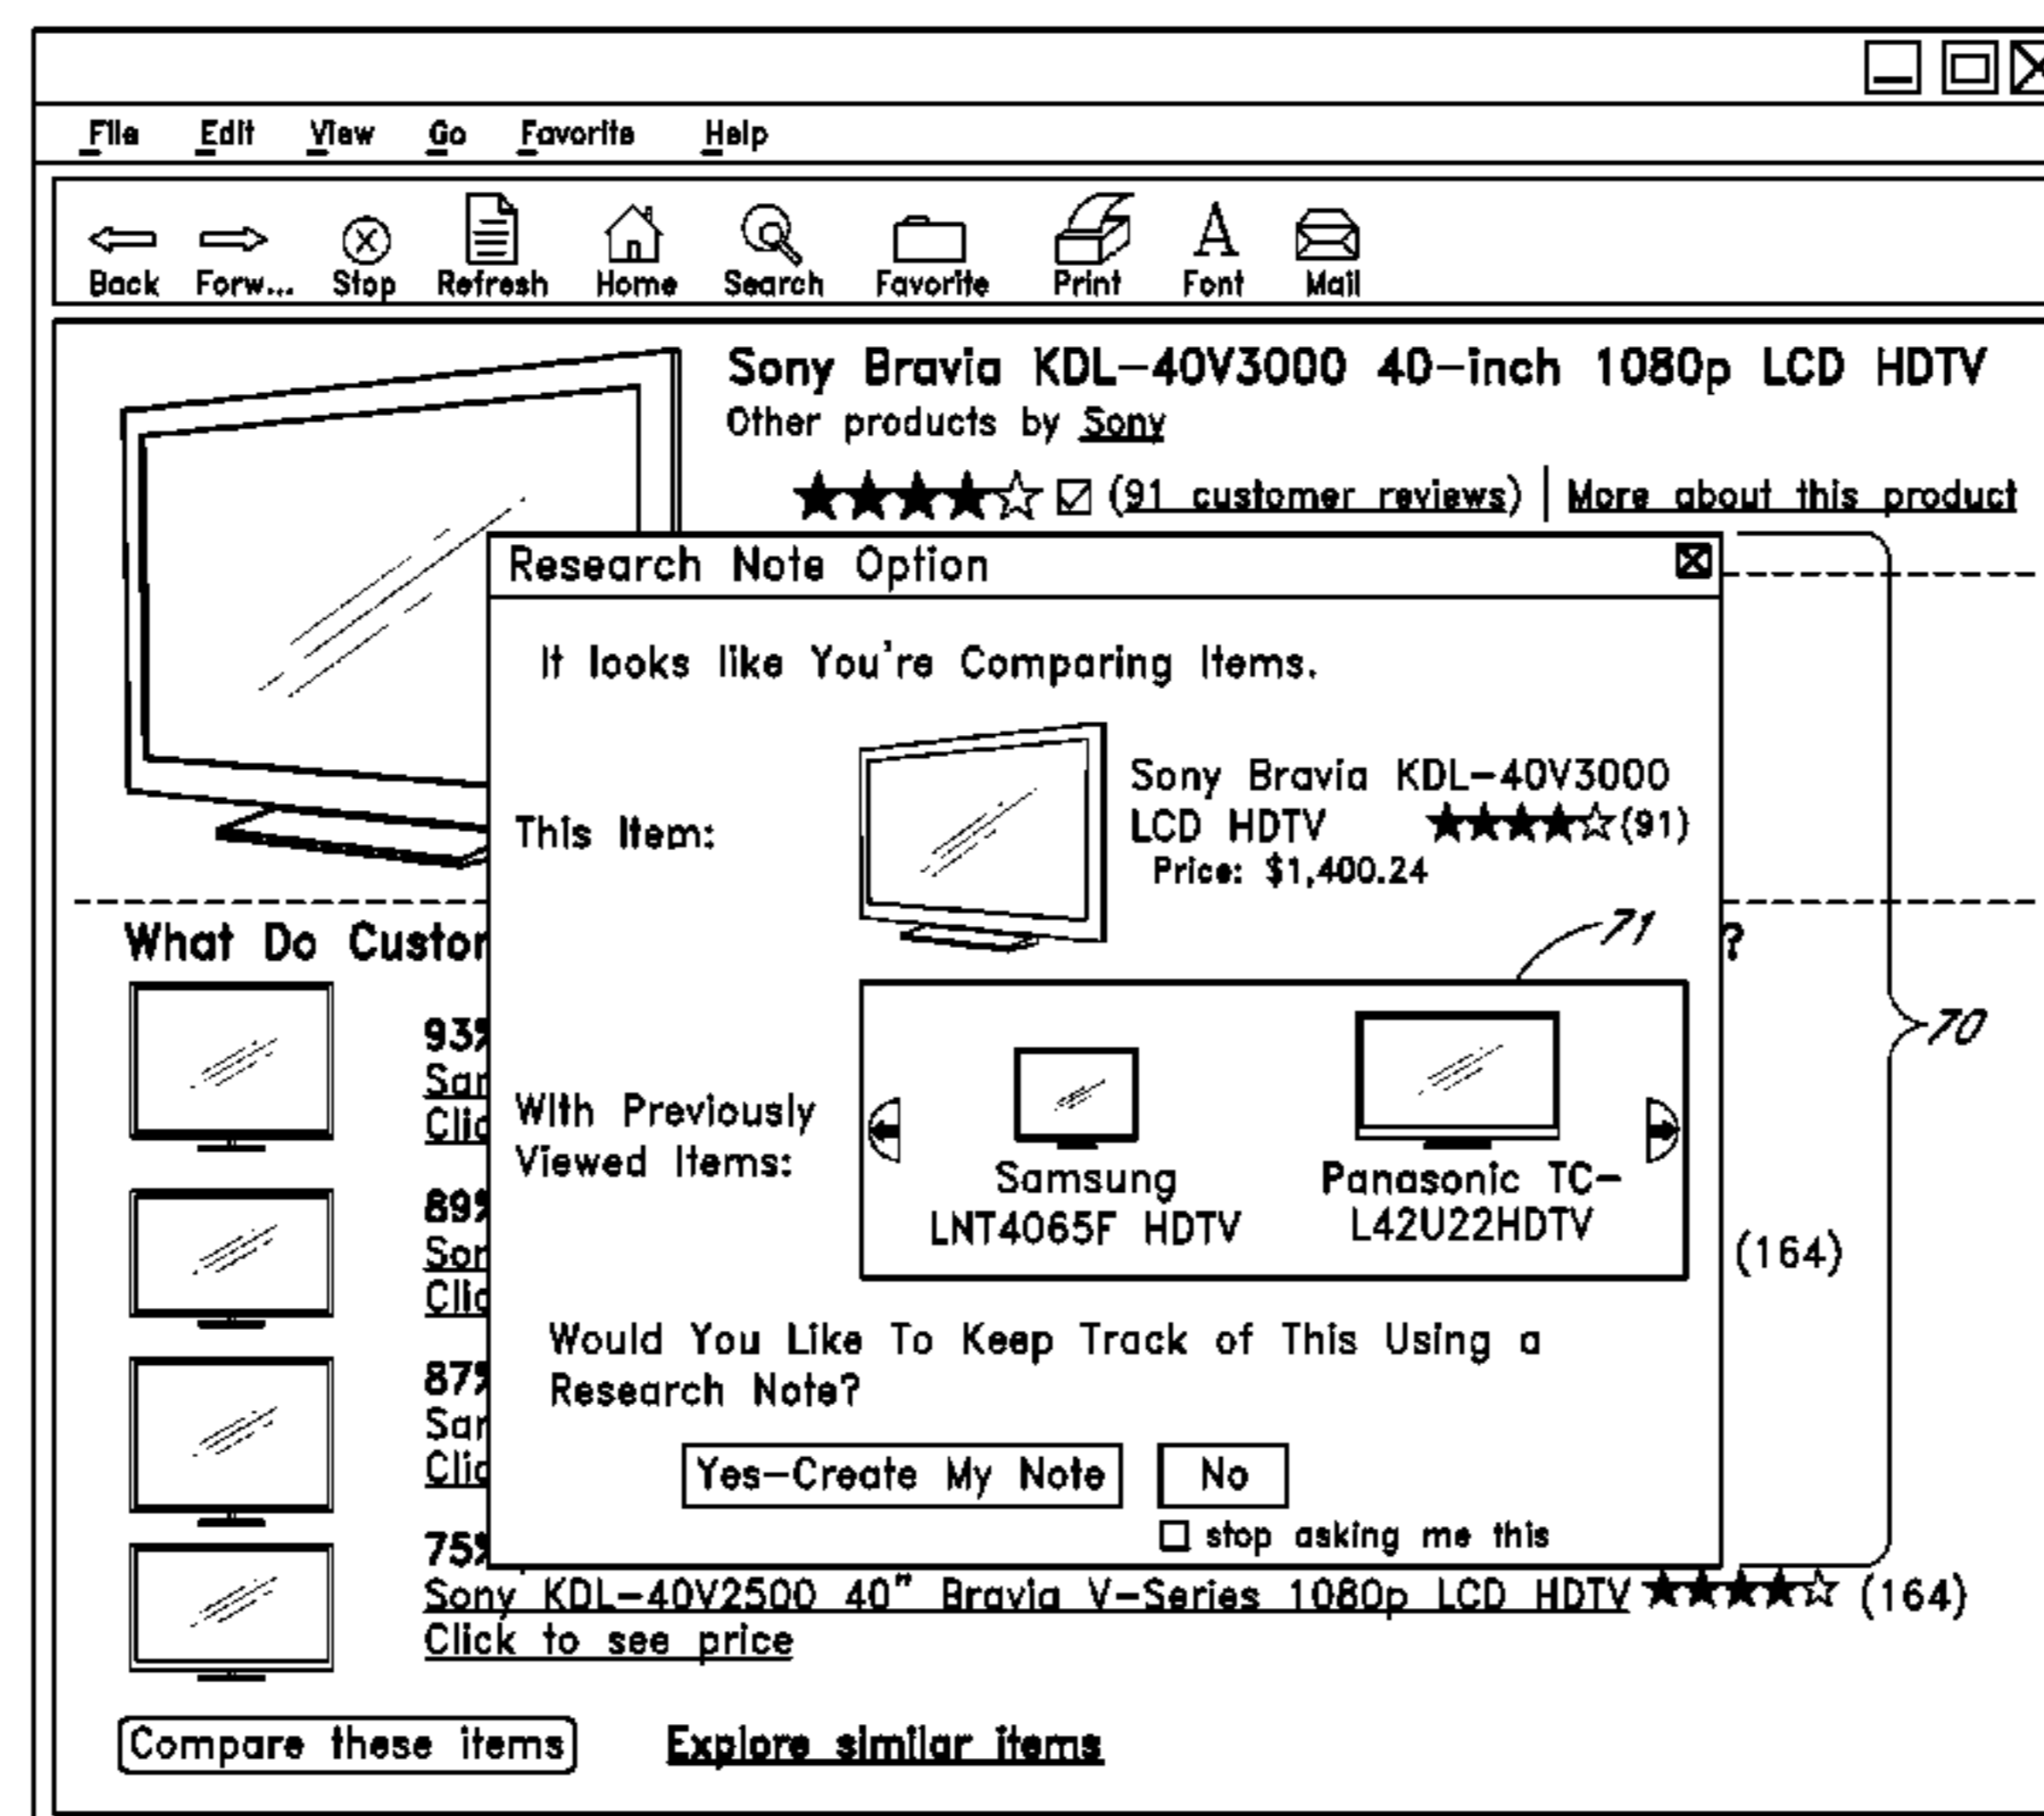 File Edit View Go Favorite Help
Back Forw... Stop Refresh Home Search Favorite Print Font Mail
Sony Bravia KDL-40V3000 40-inch 1080p LCD HDTV
Other products by Sony
(91 customer reviews) | More about this product
Research Note Option
It looks like You're Comparing Items.
This Item:
Sony Bravia KDL-40V3000
LCD HDTV (91)
Price: $1,400.24
71
70
What Do ?
93%
With Previously
Viewed Items:
Samsung
LNT4065F HDTV
Panasonic TC-
L42U22HDTV
89%
(164)
Would You Like To Keep Track of This Using a
Research Note?
87%
Yes-Create My Note
No
stop asking me this
75%
Sony KDL-40V2500 40" Bravia V-Series 1080p LCD HDTV (164)
Click to see price
Compare these items
Explore similar items